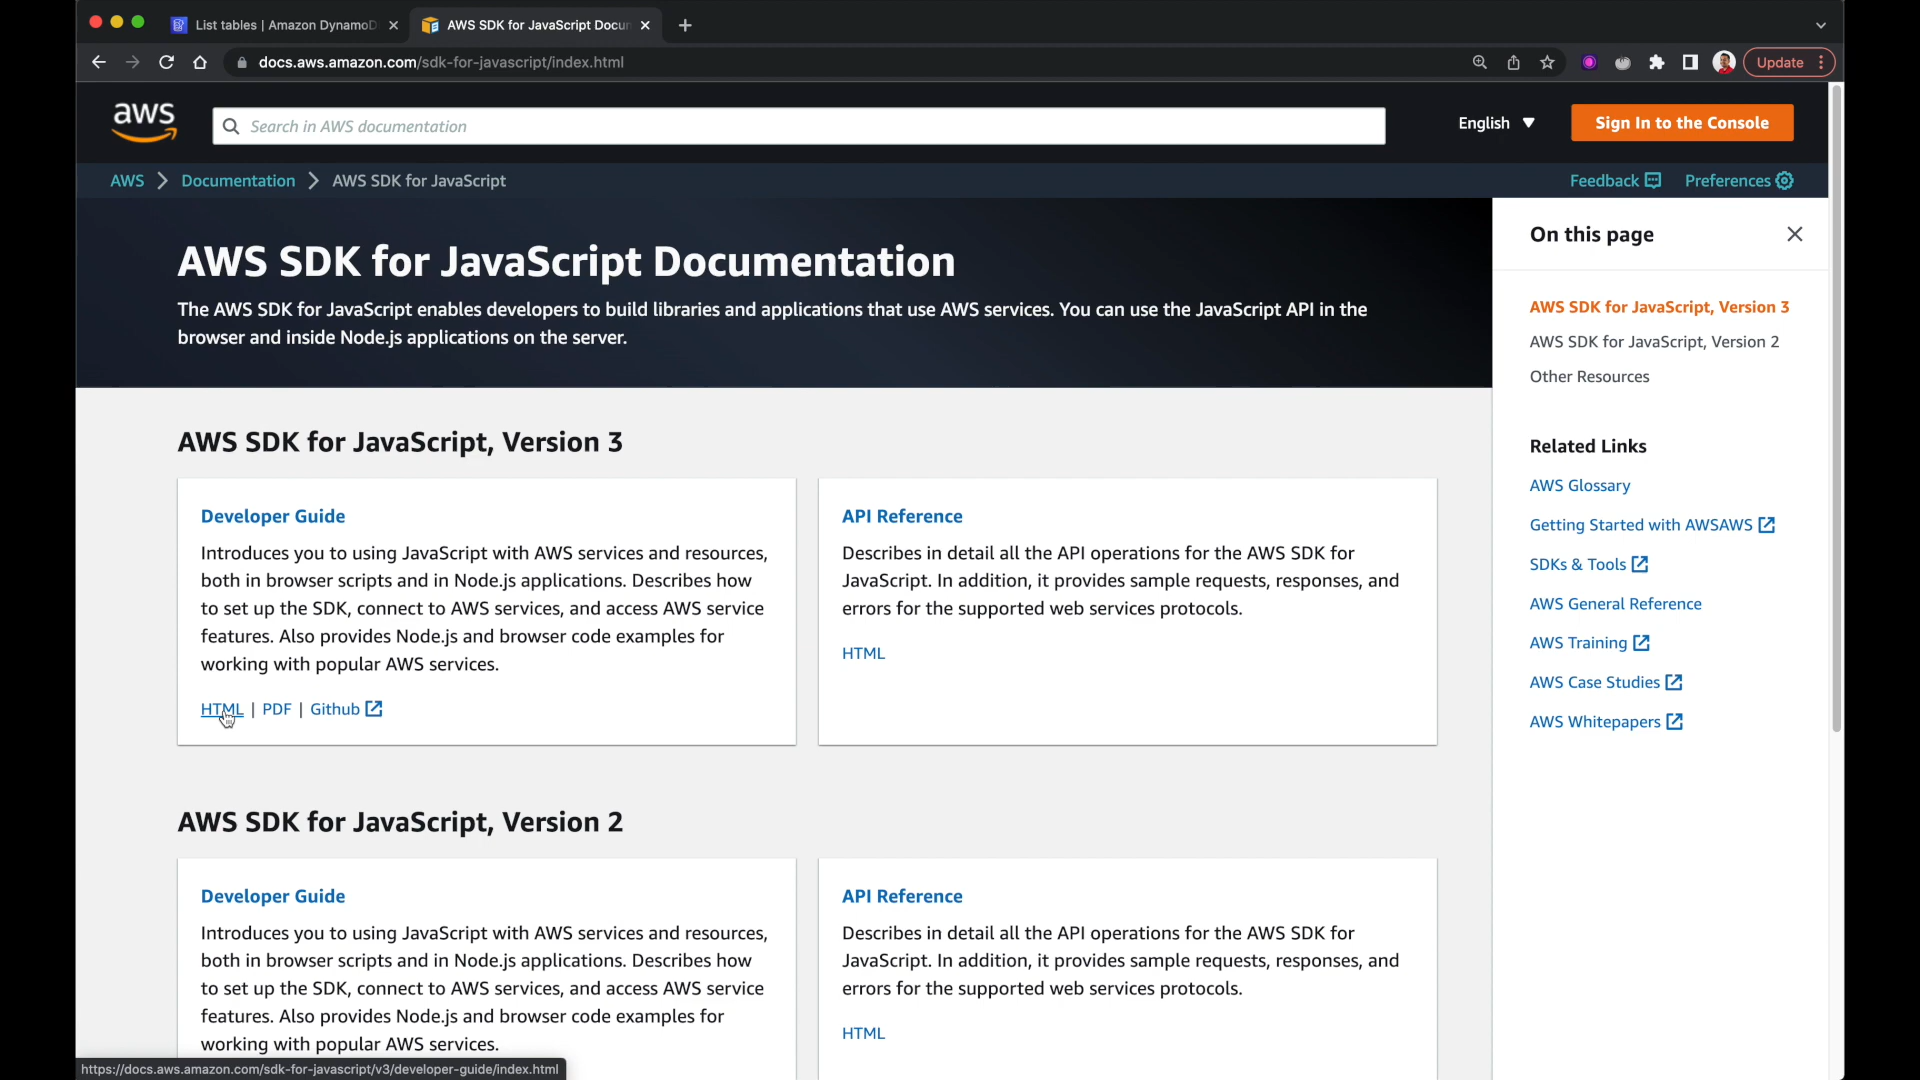 List tables | Amazon DynamoD
AWS SDK for JavaScript Docum
docs.aws.amazon.com/sdk-for-javascript/index.html
Update
aws
Search in AWS documentation
English
Sign In to the Console
AWS
Documentation
AWS SDK for JavaScript
Feedback
Preferences
AWS SDK for JavaScript Documentation
The AWS SDK for JavaScript enables developers to build libraries and applications that use AWS services. You can use the JavaScript API in the
browser and inside Node.js applications on the server.
AWS SDK for JavaScript, Version 3
Developer Guide
Introduces you to using JavaScript with AWS services and resources,
both in browser scripts and in Node.js applications. Describes how
to set up the SDK, connect to AWS services, and access AWS service
features. Also provides Node.js and browser code examples for
working with popular AWS services.
HTML | PDF | Github
API Reference
Describes in detail all the API operations for the AWS SDK for
JavaScript. In addition, it provides sample requests, responses, and
errors for the supported web services protocols.
HTML
AWS SDK for JavaScript, Version 2
Developer Guide
Introduces you to using JavaScript with AWS services and resources,
both in browser scripts and in Node.js applications. Describes how
to set up the SDK, connect to AWS services, and access AWS service
features. Also provides Node.js and browser code examples for
working with popular AWS services.
API Reference
Describes in detail all the API operations for the AWS SDK for
JavaScript. In addition, it provides sample requests, responses, and
errors for the supported web services protocols.
HTML
On this page
AWS SDK for JavaScript, Version 3
AWS SDK for JavaScript, Version 2
Other Resources
Related Links
AWS Glossary
Getting Started with AWSAWS
SDKs & Tools
AWS General Reference
AWS Training
AWS Case Studies
AWS Whitepapers
https://docs.aws.amazon.com/sdk-for-javascript/v3/developer-guide/index.html